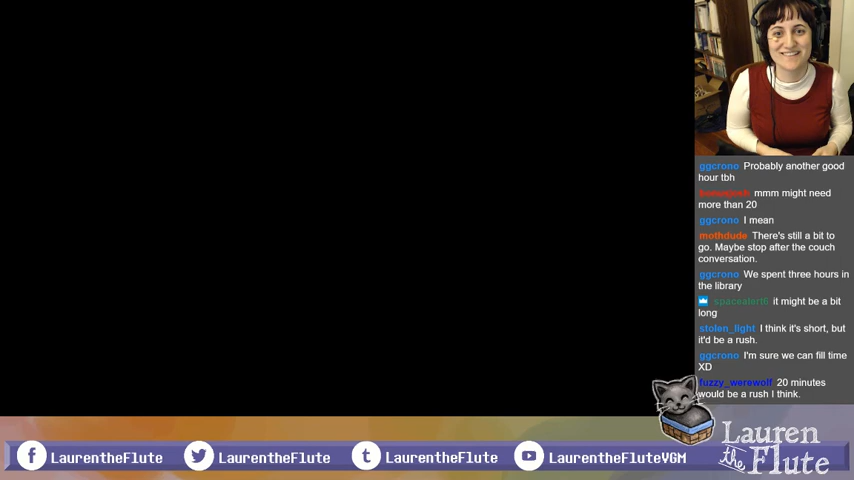 ggcrono Probably another good
hour tbh
mmm might need
more than 20
ggcrono I mean
mothdude There's still a bit to
go. Maybe stop after the couch
conversation.
ggcrono We spent three hours in
the library
spacealert6 it might be a bit
long
stolen_light I think it's short, but
it'd be a rush.
ggcrono I'm sure we can fill time
XD
fuzzy_werewolf 20 minutes
would be a rush I think.
Lauren
the Flute
LaurentheFlute
LaurentheFlute
LaurentheFlute
LaurentheFluteVGM